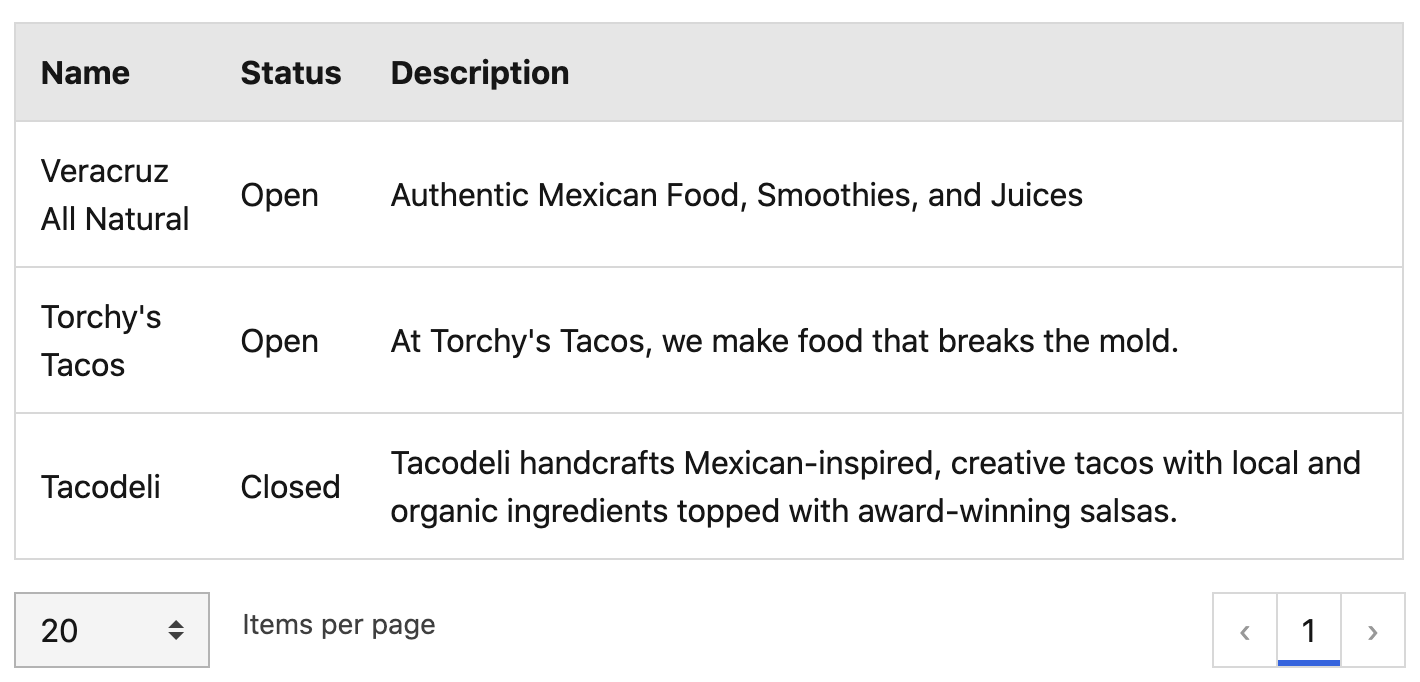 Name Status Description
Veracruz
All Natural
Open
Authentic Mexican Food, Smoothies, and Juices
Torchy's
Tacos
Open
At Torchy's Tacos, we make food that breaks the mold.
Tacodeli
Closed
Tacodeli handcrafts Mexican-inspired, creative tacos with local and
organic ingredients topped with award-winning salsas.
20
Items per page
‹ 1 ›